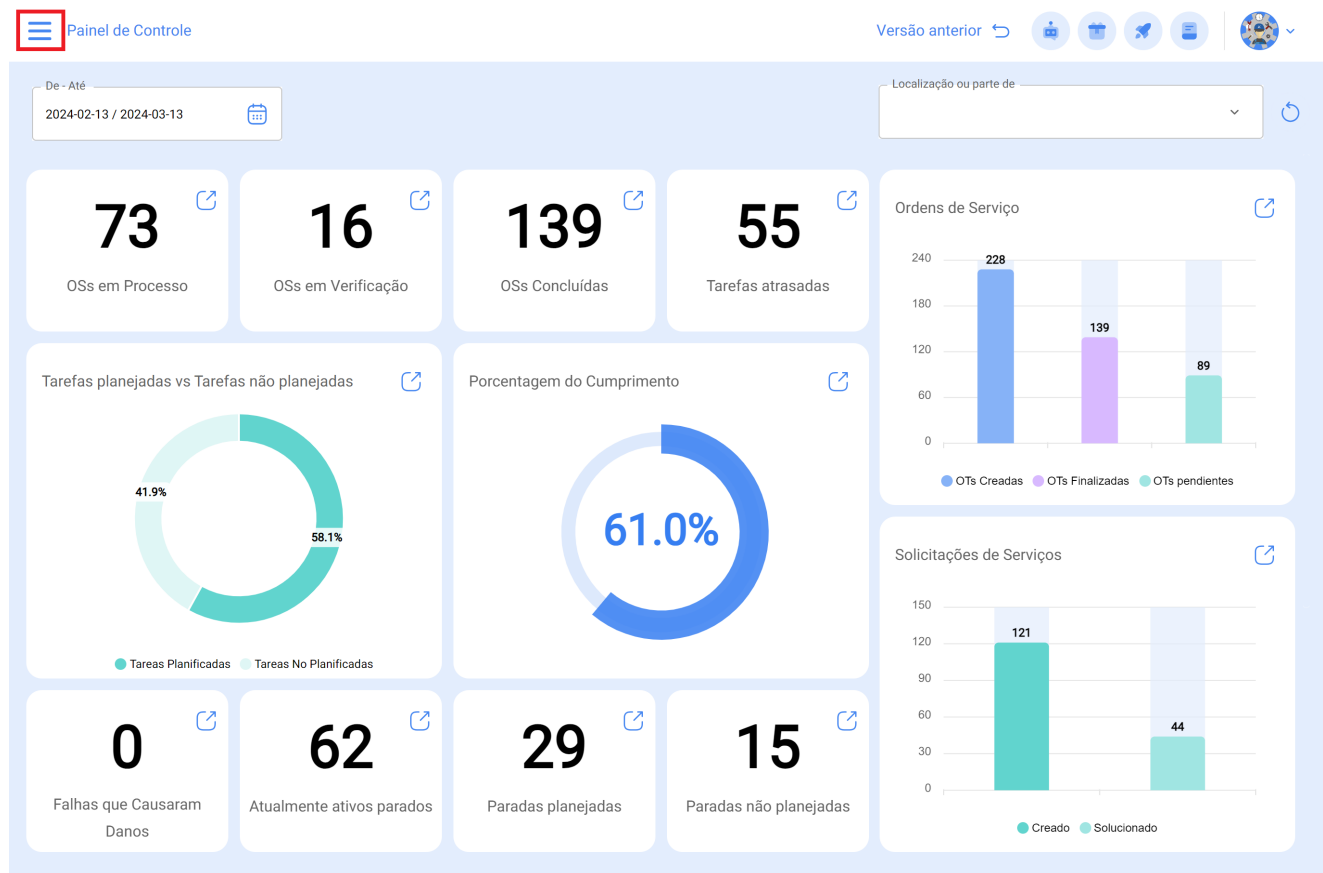 Painel de Controle
Versão anterior
De - Até
2024-02-13 / 2024-03-13
Localização ou parte de
73
OSs em Processo
16
OSs em Verificação
139
OSs Concluídas
55
Tarefas atrasadas
Ordens de Serviço
240
180
120
60
0
228
139
89
OTs Creadas
OTs Finalizadas
OTs pendientes
Tarefas planejadas vs Tarefas não planejadas
41.9%
58.1%
Tareas Planificadas
Tareas No Planificadas
Porcentagem do Cumprimento
61.0%
Solicitações de Serviços
150
120
90
60
30
0
121
44
Creado
Solucionado
0
Falhas que Causaram
Danos
62
Atualmente ativos parados
29
Paradas planejadas
15
Paradas não planejadas